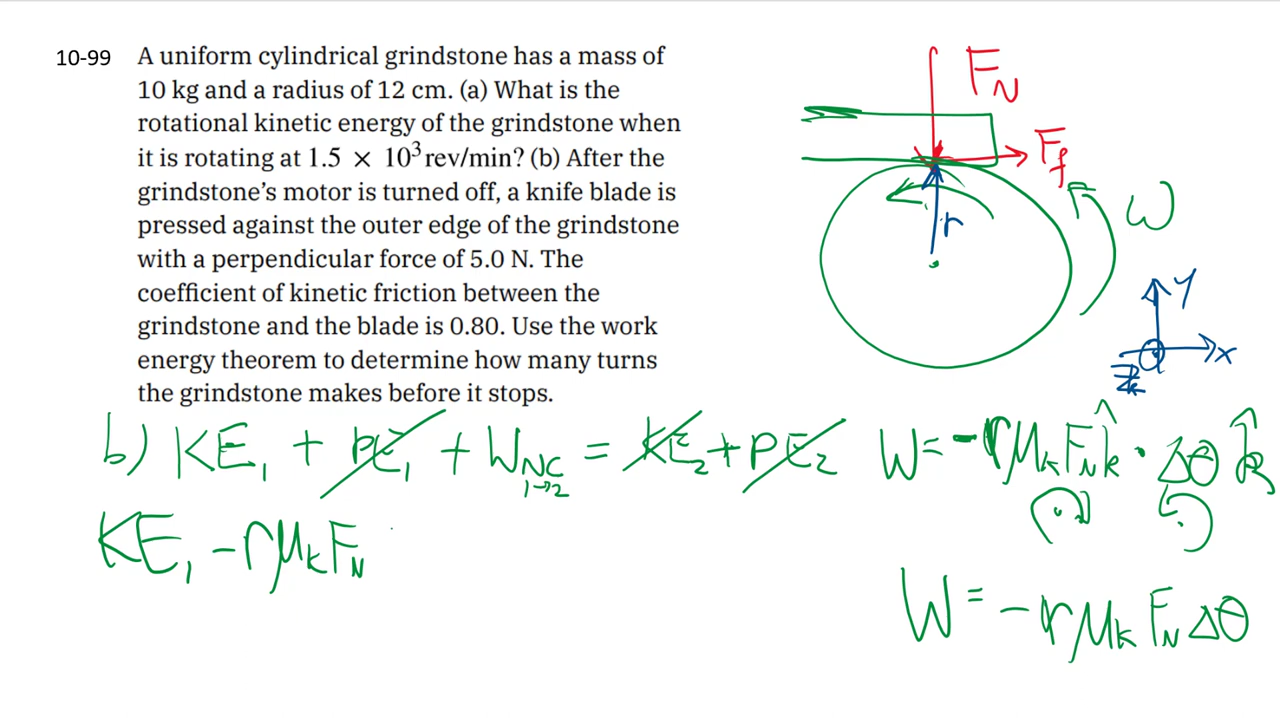 10-99 A uniform cylindrical grindstone has a mass of
10 kg and a radius of 12 cm. (a) What is the
rotational kinetic energy of the grindstone when
it is rotating at 1.5 × 10³ rev/min? (b) After the
grindstone's motor is turned off, a knife blade is
pressed against the outer edge of the grindstone
with a perpendicular force of 5.0 N. The
coefficient of kinetic friction between the
grindstone and the blade is 0.80. Use the work
energy theorem to determine how many turns
the grindstone makes before it stops.
F_N
F_f
r
ω
Y
x
z
b) KE₁ + PE₁ + W_NC 1→2 = KE₂ + PE₂
KE₁ - rμ_k F_N
W = -rμ_k F_N k̂ · Δθ k̂
W = -rμ_k F_N Δθ